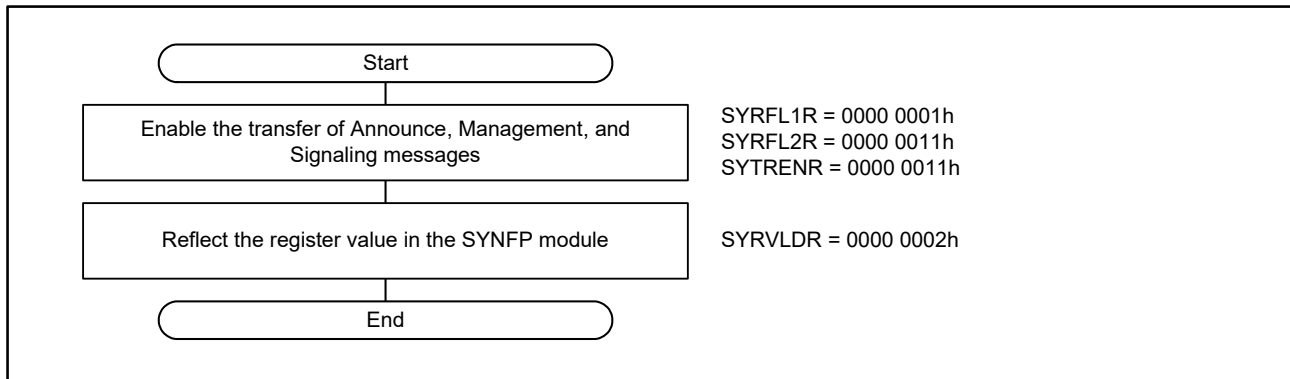 Start
Enable the transfer of Announce, Management, and
Signaling messages
SYRFL1R = 0000 0001h
SYRFL2R = 0000 0011h
SYTRENR = 0000 0011h
Reflect the register value in the SYNFP module
SYRVLDR = 0000 0002h
End